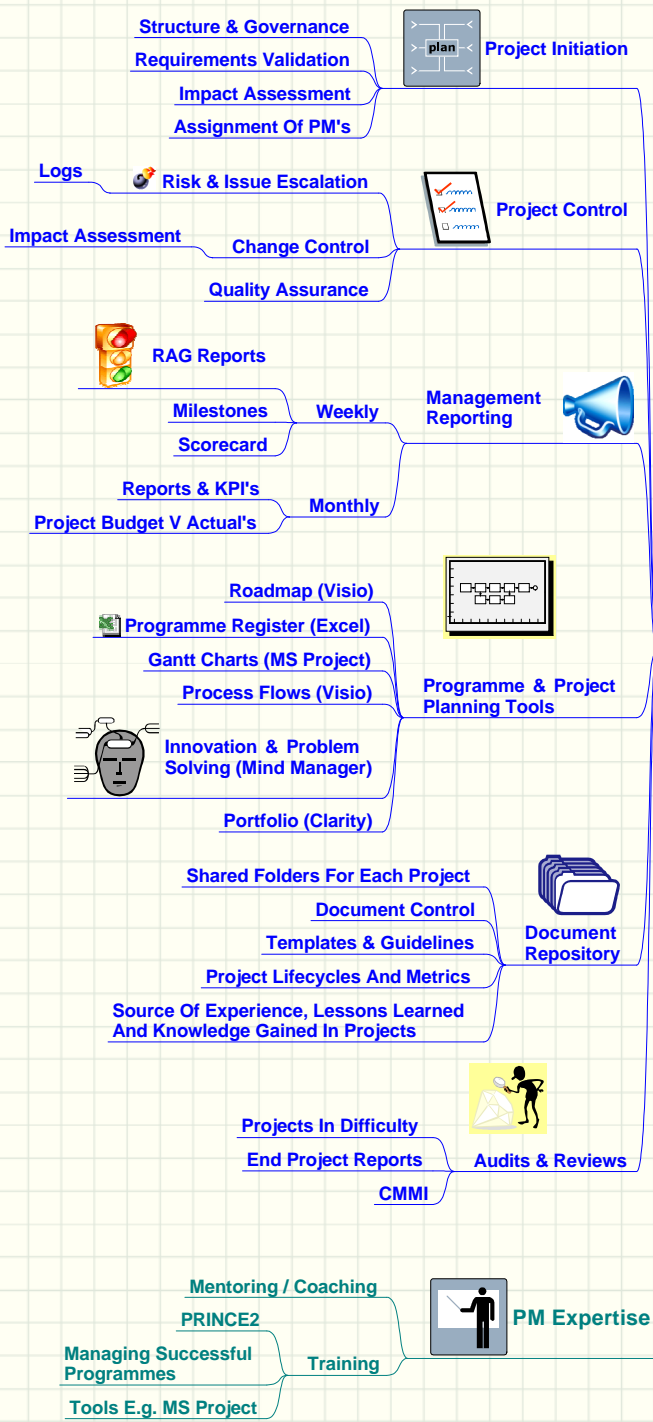 Structure & Governance
plan
Project Initiation
Requirements Validation
Impact Assessment
Assignment Of PM's
Logs
Risk & Issue Escalation
Project Control
Impact Assessment
Change Control
Quality Assurance
RAG Reports
Management
Reporting
Milestones
Weekly
Scorecard
Reports & KPI's
Monthly
Project Budget V Actual's
Roadmap (Visio)
Programme Register (Excel)
Gantt Charts (MS Project)
Process Flows (Visio)
Programme & Project
Planning Tools
Innovation & Problem
Solving (Mind Manager)
Portfolio (Clarity)
Shared Folders For Each Project
Document Control
Document
Repository
Templates & Guidelines
Project Lifecycles And Metrics
Source Of Experience, Lessons Learned
And Knowledge Gained In Projects
Projects In Difficulty
End Project Reports
Audits & Reviews
CMMI
Mentoring / Coaching
PM Expertise
PRINCE2
Managing Successful
Programmes
Training
Tools E.g. MS Project